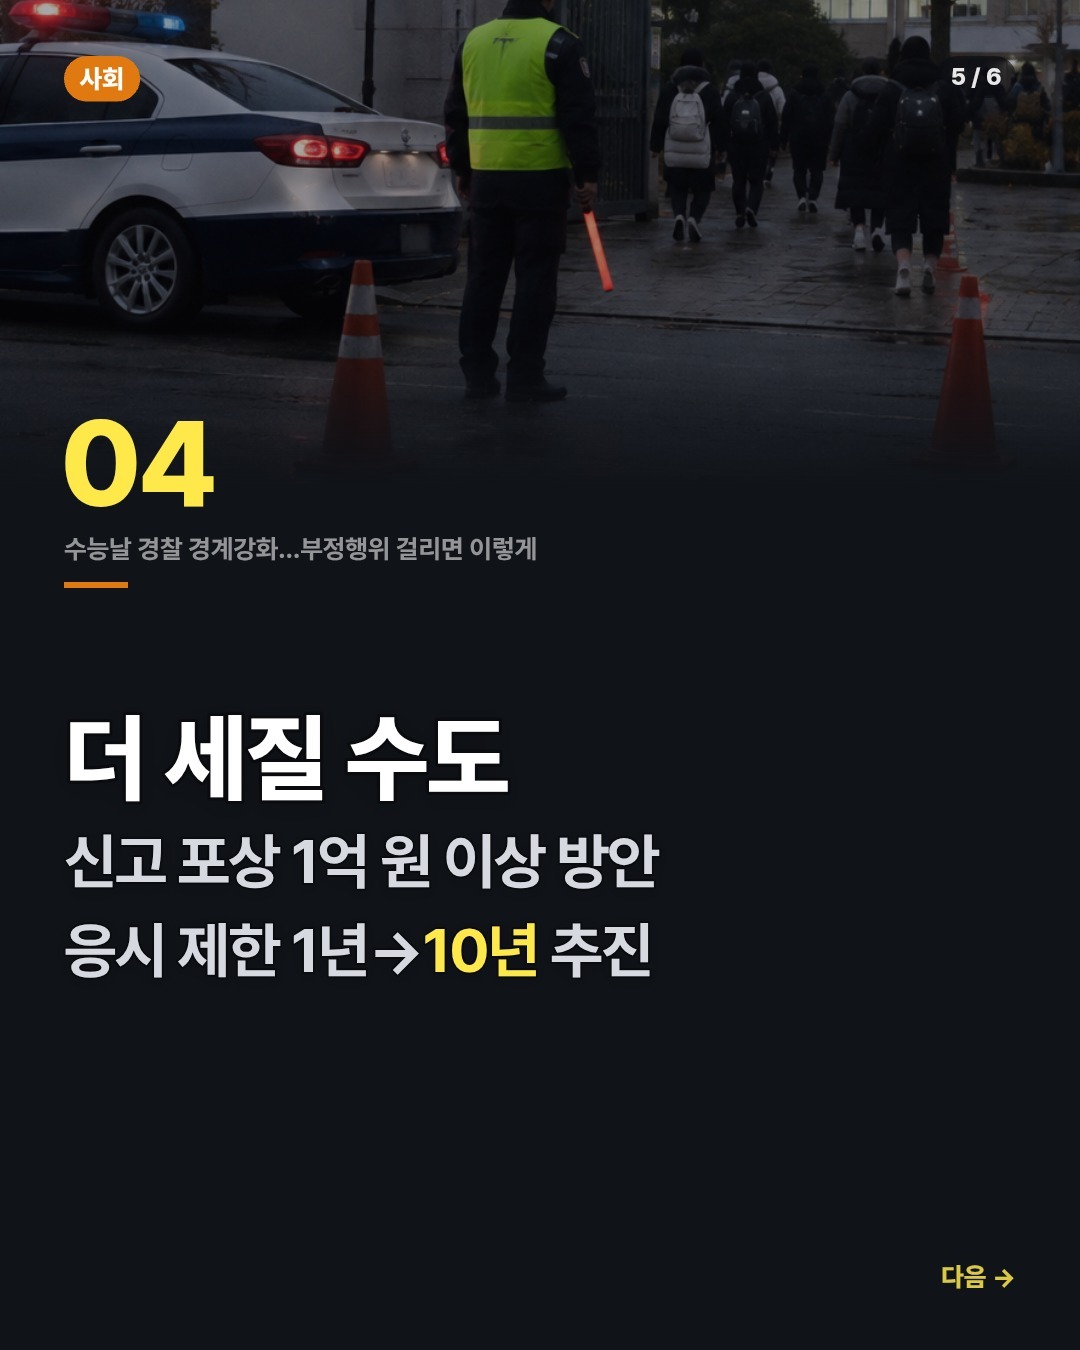 사회
5 / 6
04
수능날 경찰 경계강화...부정행위 걸리면 이렇게
더 세질 수도
신고 포상 1억 원 이상 방안
응시 제한 1년→10년 추진
다음 →